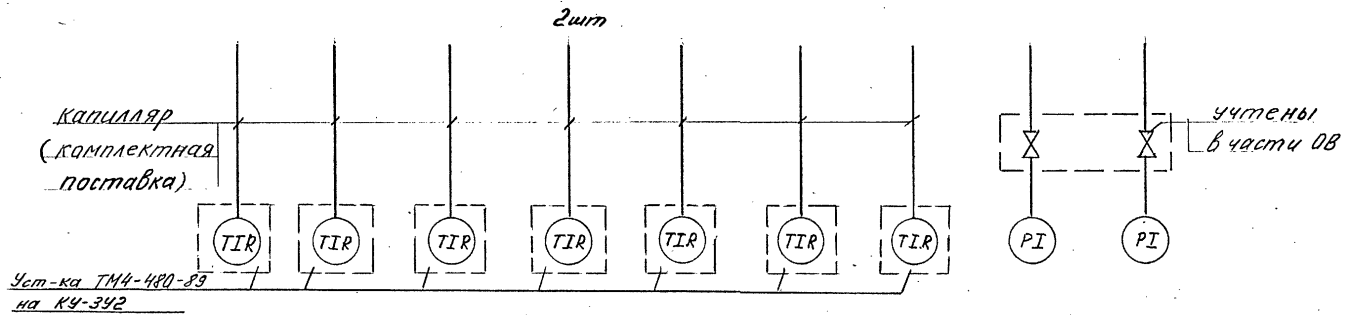 2шт
капилляр
(комплектная
поставка)
учтены
в части ОВ
TIR TIR TIR TIR TIR TIR TIR PI PI
Уст-ка ТМ4-480-89
на КУ-3У2